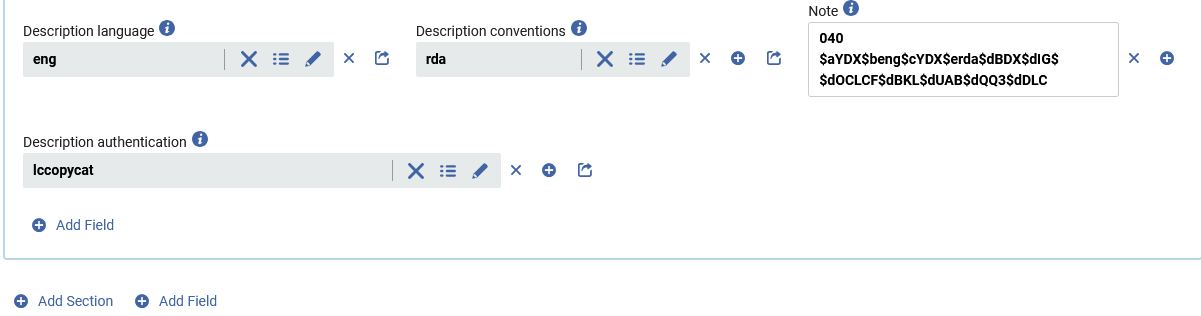 Description language
Description conventions
Note
eng
rda
040
$aYDX$beng$cYDX$erda$dBDX$dIG$
$dOCLCF$dBKL$dUAB$dQQ3$dDLC
Description authentication
lccopycat
Add Field
Add Section
Add Field